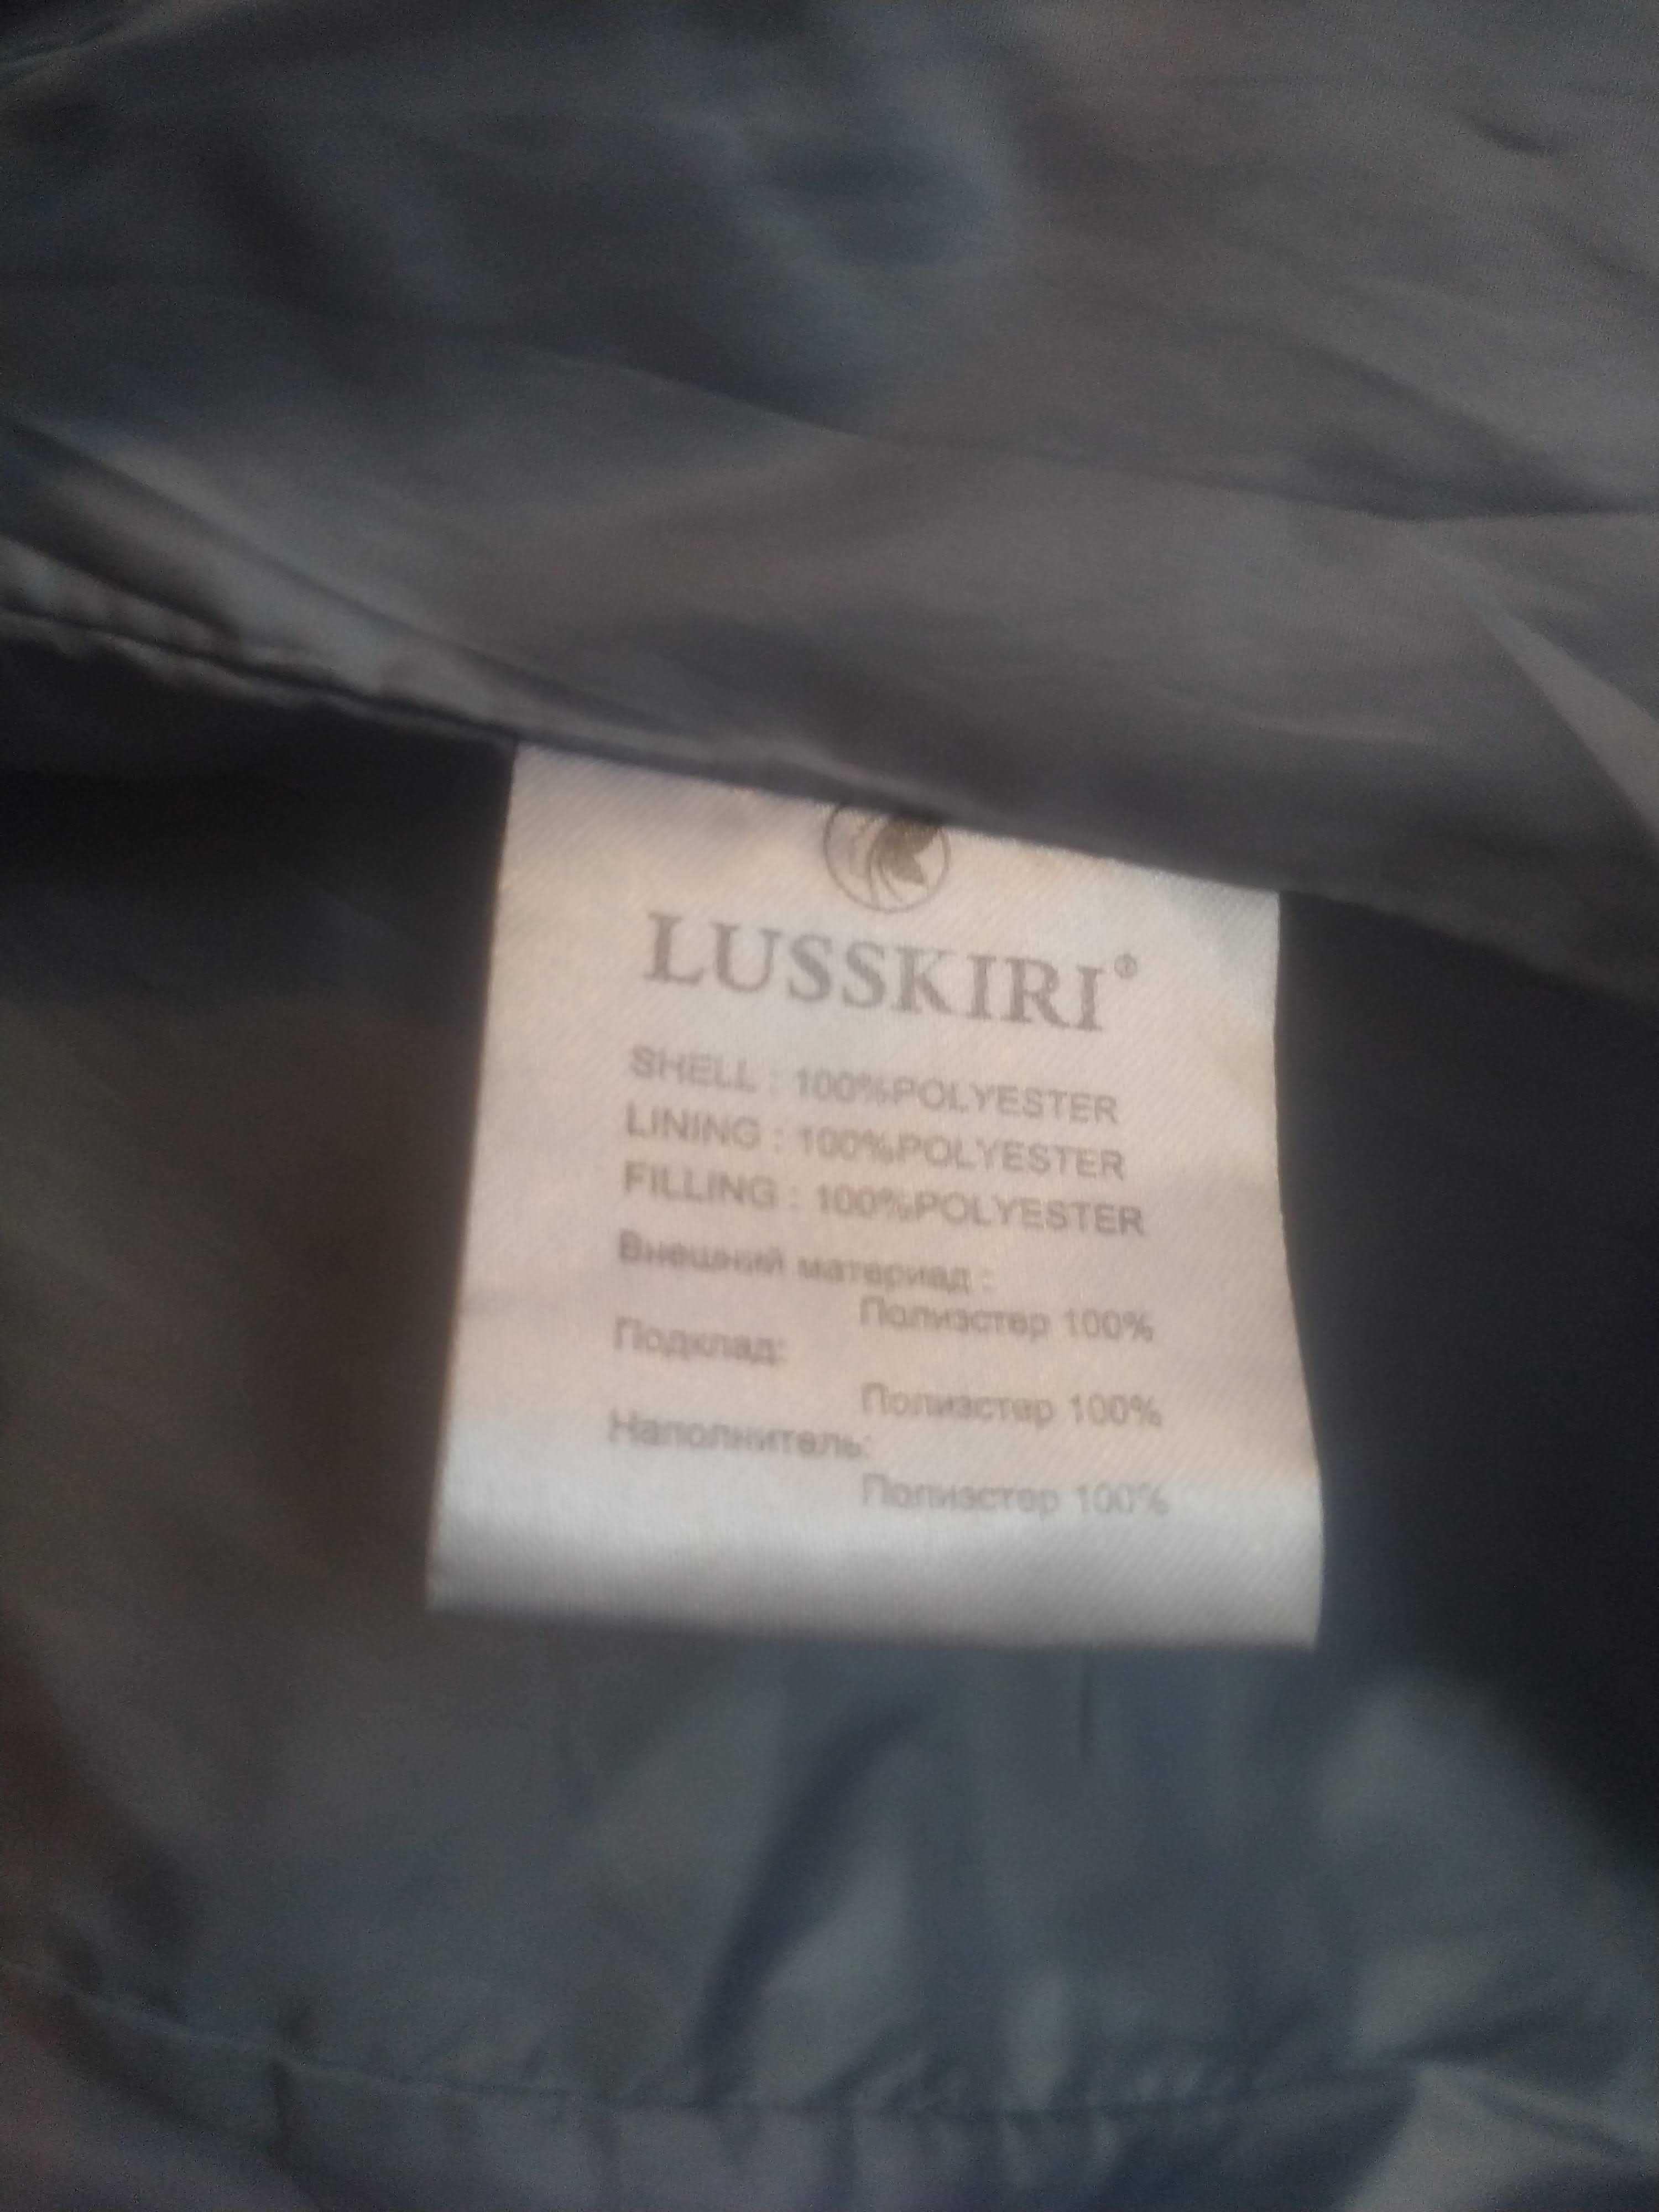 LUSSKIRI®
SHELL : 100%POLYESTER
LINING : 100%POLYESTER
FILLING : 100%POLYESTER
Внешний материад :
Полиэстер 100%
Подклад:
Полиэстер 100%
Наполнитель:
Полиэстер 100%